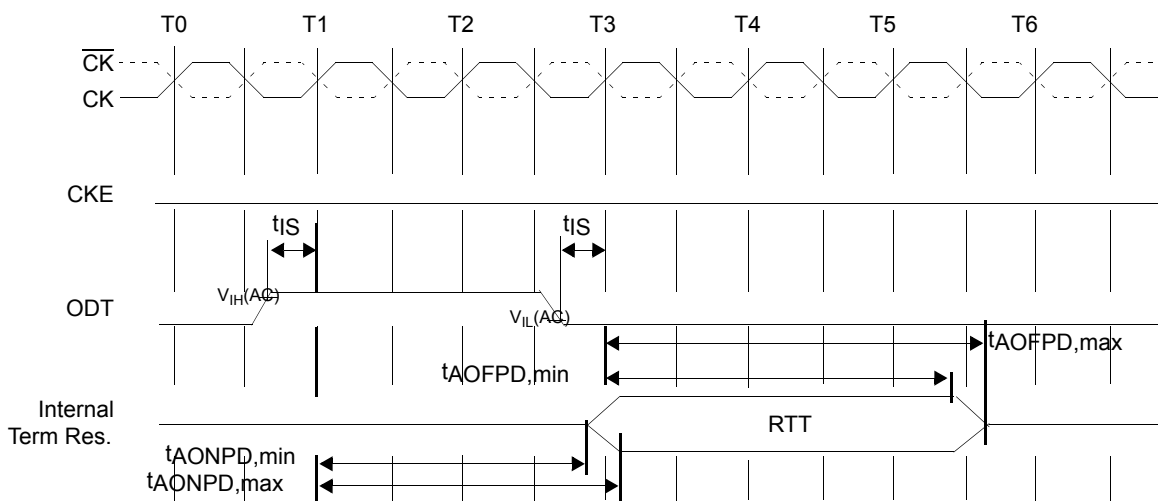 T0 T1 T2 T3 T4 T5 T6
CK
CK
CKE
tIS tIS
VIH(AC)
ODT
VIL(AC)
tAOFPD,max
tAOFPD,min
Internal
Term Res.
RTT
tAONPD,min
tAONPD,max